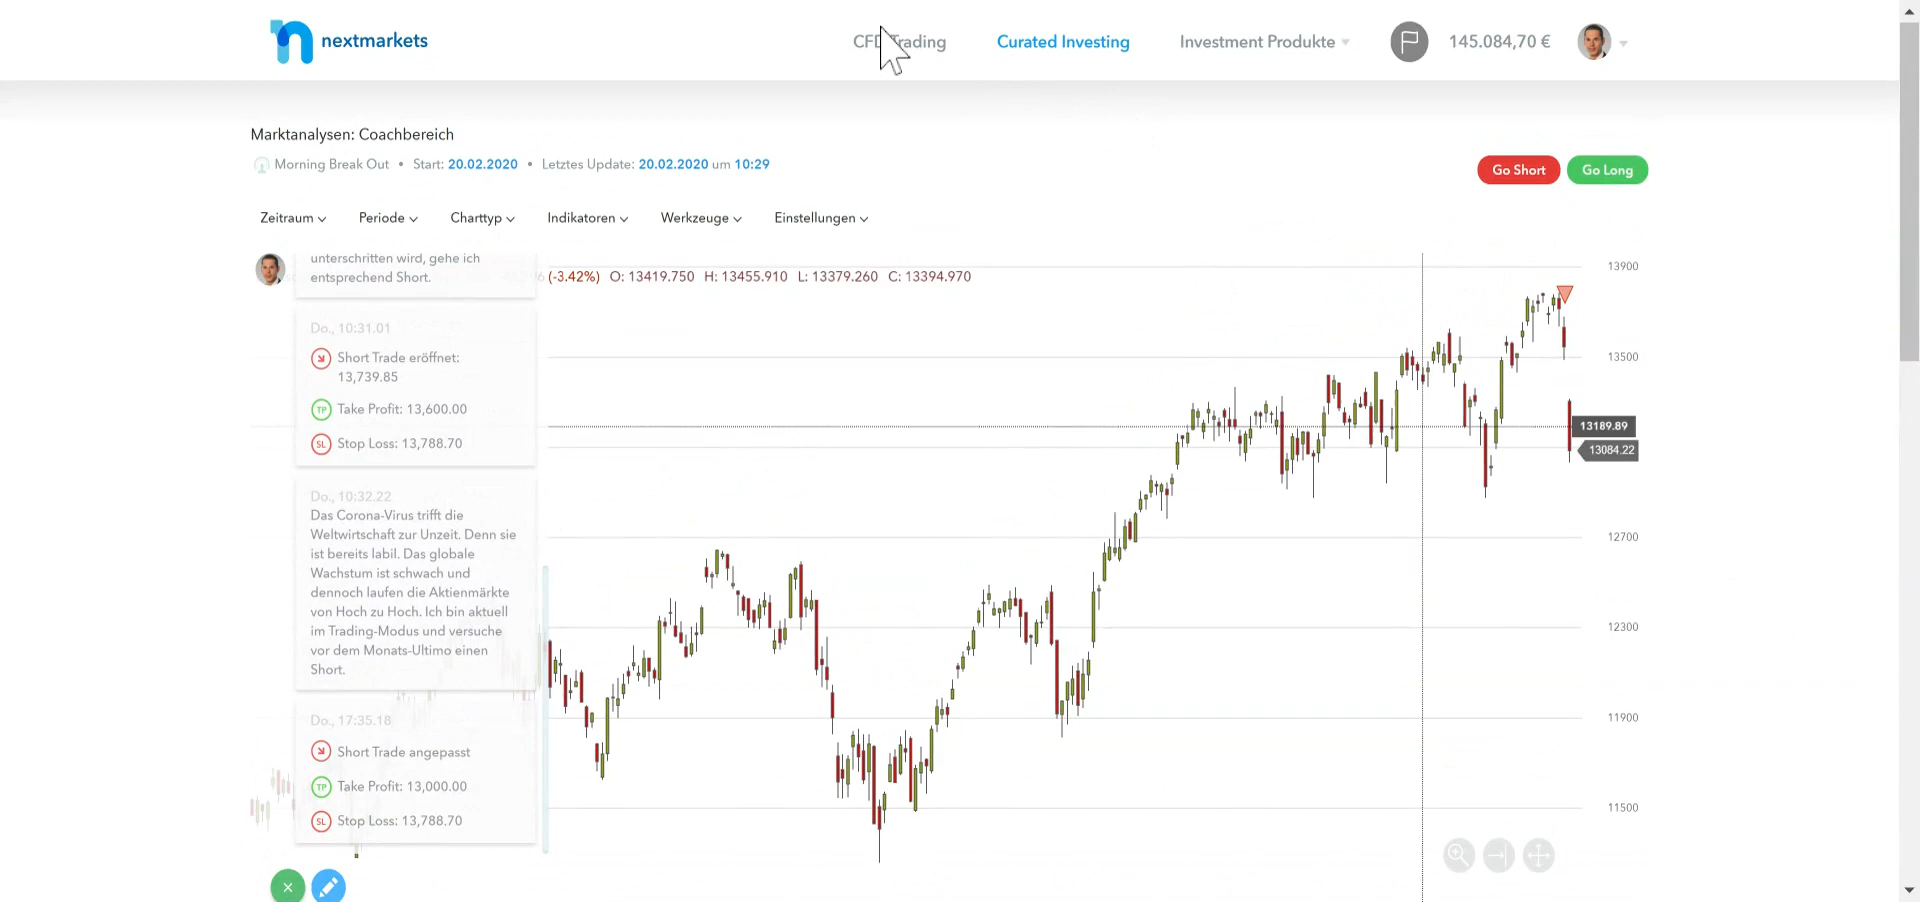 nextmarkets
CFD Trading
Curated Investing
Investment Produkte
145.084,70 €
Marktanalysen: Coachbereich
Morning Break Out • Start: 20.02.2020 • Letztes Update: 20.02.2020 um 10:29
Go Short
Go Long
Zeitraum
Periode
Charttyp
Indikatoren
Werkzeuge
Einstellungen
unterschritten wird, gehe ich
entsprechend Short.
(-3.42%) O: 13419.750 H: 13455.910 L: 13379.260 C: 13394.970
Do., 10:31.01
Short Trade eröffnet:
13,739.85
TP Take Profit: 13,600.00
SL Stop Loss: 13,788.70
Do., 10:32.22
Das Corona-Virus trifft die
Weltwirtschaft zur Unzeit. Denn sie
ist bereits labil. Das globale
Wachstum ist schwach und
dennoch laufen die Aktienmärkte
von Hoch zu Hoch. Ich bin aktuell
im Trading-Modus und versuche
vor dem Monats-Ultimo einen
Short.
Do., 17:35.18
Short Trade angepasst
TP Take Profit: 13,000.00
SL Stop Loss: 13,788.70
13900
13500
13189.89
13084.22
12700
12300
11900
11500